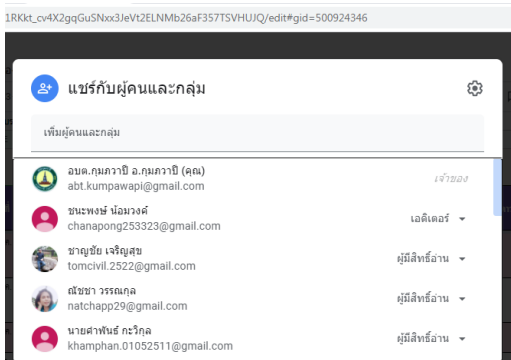 1RKkt_cv4X2gqGuSNxx3JeVt2ELNMb26aF357TSVHUJQ/edit#gid=500924346
แชร์กับผู้คนและกลุ่ม
เพิ่มผู้คนและกลุ่ม
อบต.กุมภวาปี อ.กุมภวาปี (คุณ)
abt.kumpawapi@gmail.com
เจ้าของ
ชนะพงษ์ น้อมวงค์
chanapong253323@gmail.com
เอดิเตอร์
ชาญชัย เจริญสุข
tomcivil.2522@gmail.com
ผู้มีสิทธิ์อ่าน
ณัชชา วรรณกุล
natchapp29@gmail.com
ผู้มีสิทธิ์อ่าน
นายคำพันธ์ กะวิกุล
khamphan.01052511@gmail.com
ผู้มีสิทธิ์อ่าน